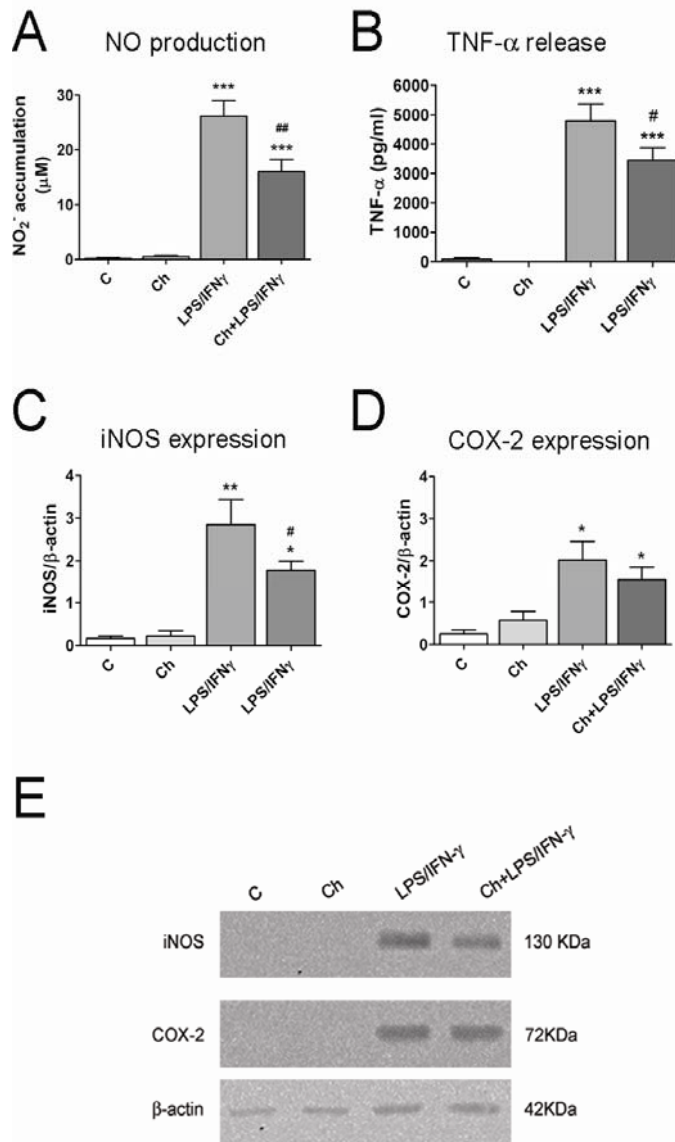 A
NO production
NO2- accumulation
(μM)
30
20
10
0
***
##
***
C
Ch
LPS/IFNγ
Ch+LPS/IFNγ
B
TNF-α release
TNF-α (pg/ml)
6000
5000
4000
3000
2000
1000
0
***
#
***
C
Ch
LPS/IFNγ
LPS/IFNγ
C
iNOS expression
iNOS/β-actin
4
3
2
1
0
**
#
*
C
Ch
LPS/IFNγ
LPS/IFNγ
D
COX-2 expression
COX-2/β-actin
4
3
2
1
0
*
*
C
Ch
LPS/IFNγ
Ch+LPS/IFNγ
E
C
Ch
LPS/IFN-γ
Ch+LPS/IFN-γ
iNOS
130 KDa
COX-2
72KDa
β-actin
42KDa